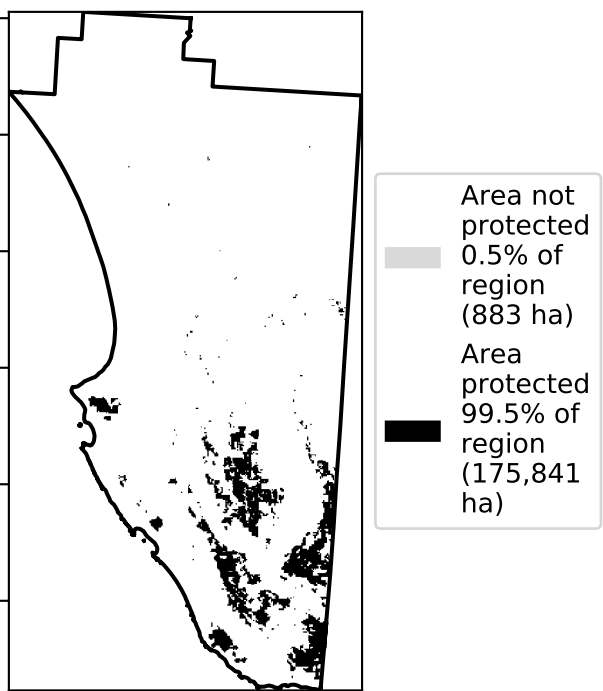 Area not
protected
0.5% of
region
(883 ha)
Area
protected
99.5% of
region
(175,841
ha)